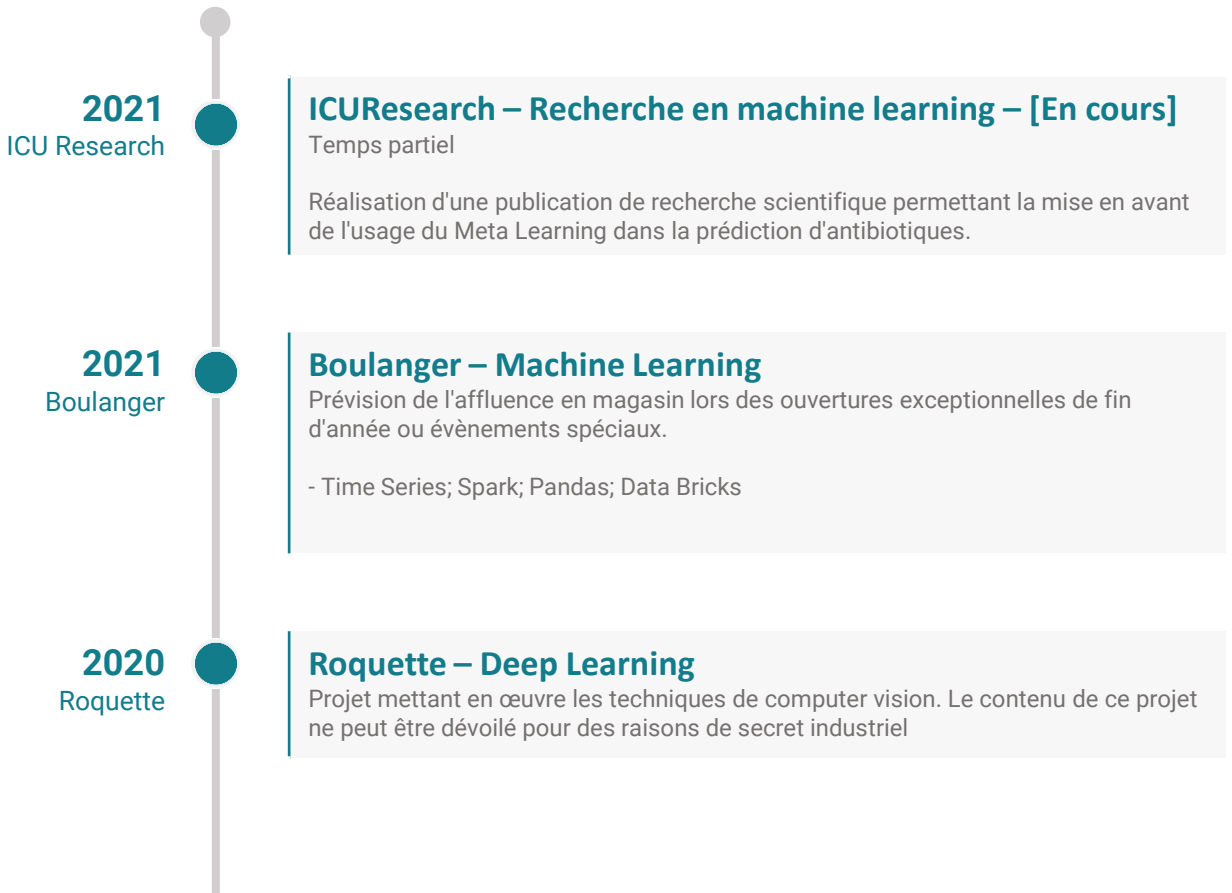 2021
ICU Research
ICUResearch – Recherche en machine learning – [En cours]
Temps partiel
Réalisation d'une publication de recherche scientifique permettant la mise en avant
de l'usage du Meta Learning dans la prédiction d'antibiotiques.
2021
Boulanger
Boulanger – Machine Learning
Prévision de l'affluence en magasin lors des ouvertures exceptionnelles de fin
d'année ou évènements spéciaux.
- Time Series; Spark; Pandas; Data Bricks
2020
Roquette
Roquette – Deep Learning
Projet mettant en œuvre les techniques de computer vision. Le contenu de ce projet
ne peut être dévoilé pour des raisons de secret industriel